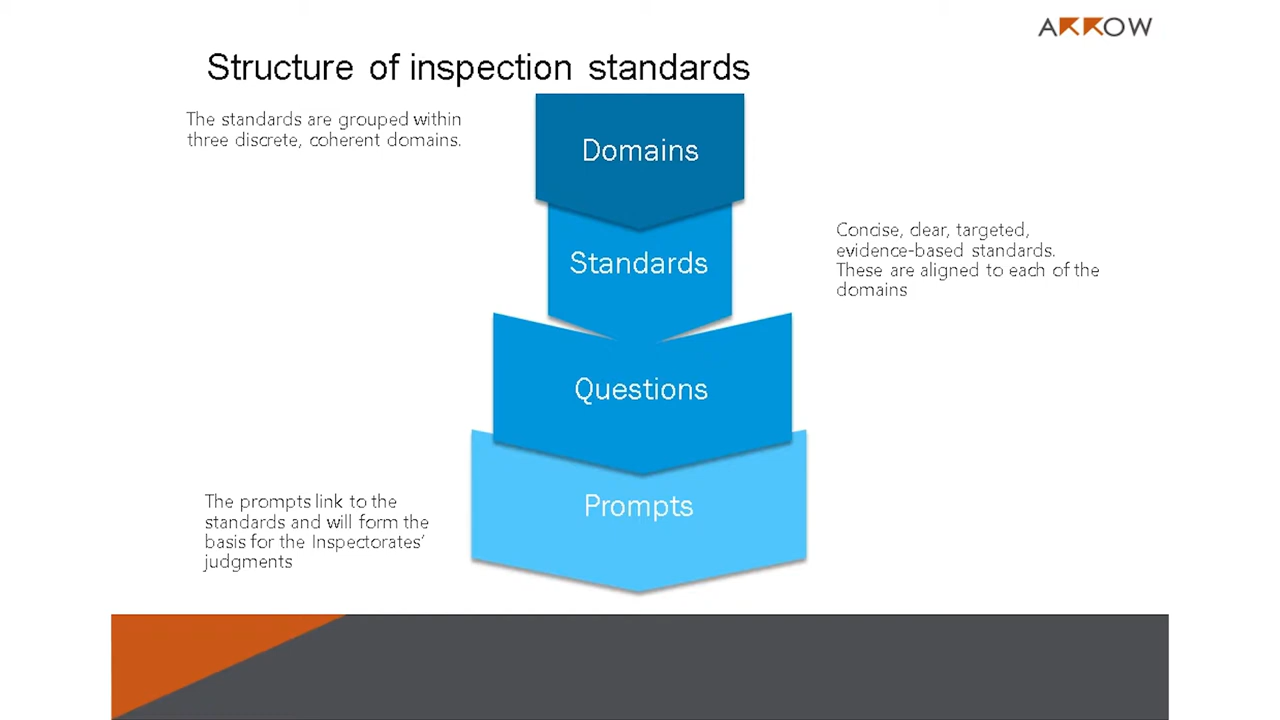 ARROW
Structure of inspection standards
The standards are grouped within
three discrete, coherent domains.
Domains
Concise, clear, targeted,
evidence-based standards.
These are aligned to each of the
domains
Standards
Questions
The prompts link to the
standards and will form the
basis for the Inspectorates’
judgments
Prompts